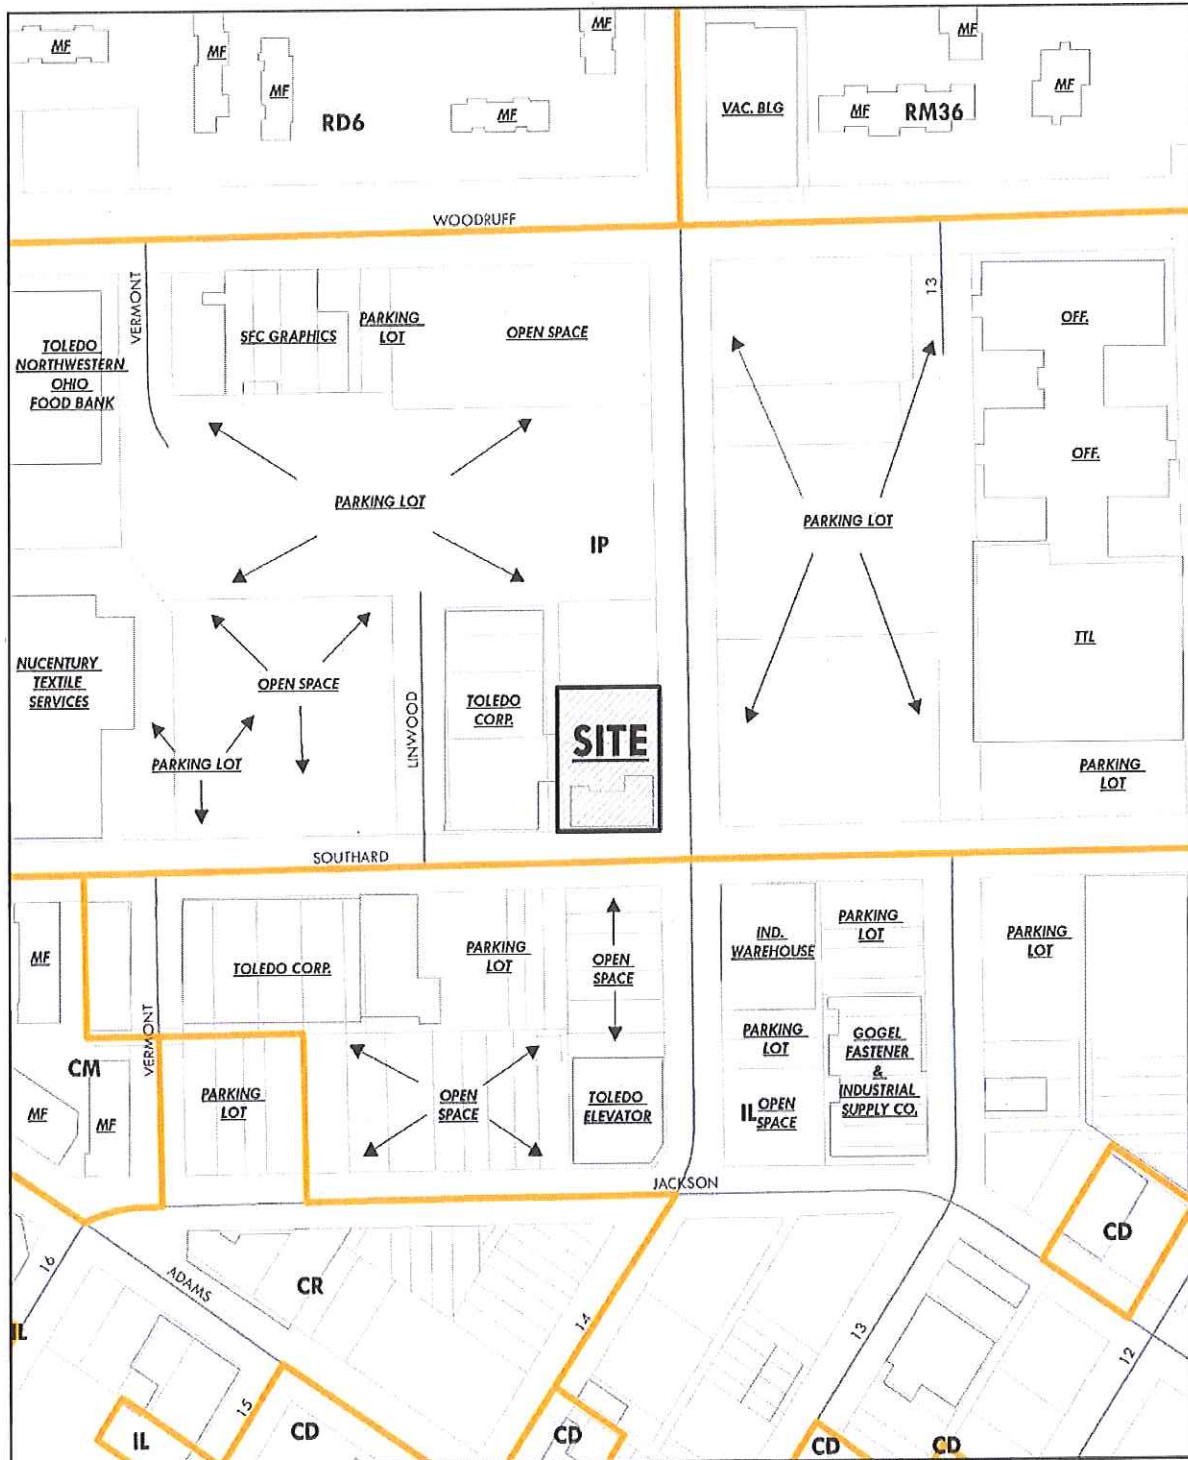 MF
MF
MF
MF
MF
RD6
VAC. BLG
MF
MF
MF
RM36
WOODRUFF
VERMONT
13
TOLEDO
NORTHWESTERN
OHIO
FOOD BANK
SFC GRAPHICS
PARKING
LOT
OPEN SPACE
OFF.
OFF.
PARKING LOT
PARKING LOT
IP
NUCENTURY
TEXTILE
SERVICES
OPEN SPACE
LINWOOD
TOLEDO
CORP.
SITE
TTL
PARKING LOT
PARKING
LOT
SOUTHARD
MF
VERMONT
TOLEDO CORP.
PARKING
LOT
OPEN
SPACE
IND.
WAREHOUSE
PARKING
LOT
PARKING
LOT
CM
MF
MF
PARKING
LOT
OPEN
SPACE
TOLEDO
ELEVATOR
PARKING
LOT
IL
OPEN
SPACE
GOGEL
FASTENER
&
INDUSTRIAL
SUPPLY CO.
JACKSON
16
ADAMS
CR
14
13
12
CD
IL
15
IL
CD
CD
CD
CD